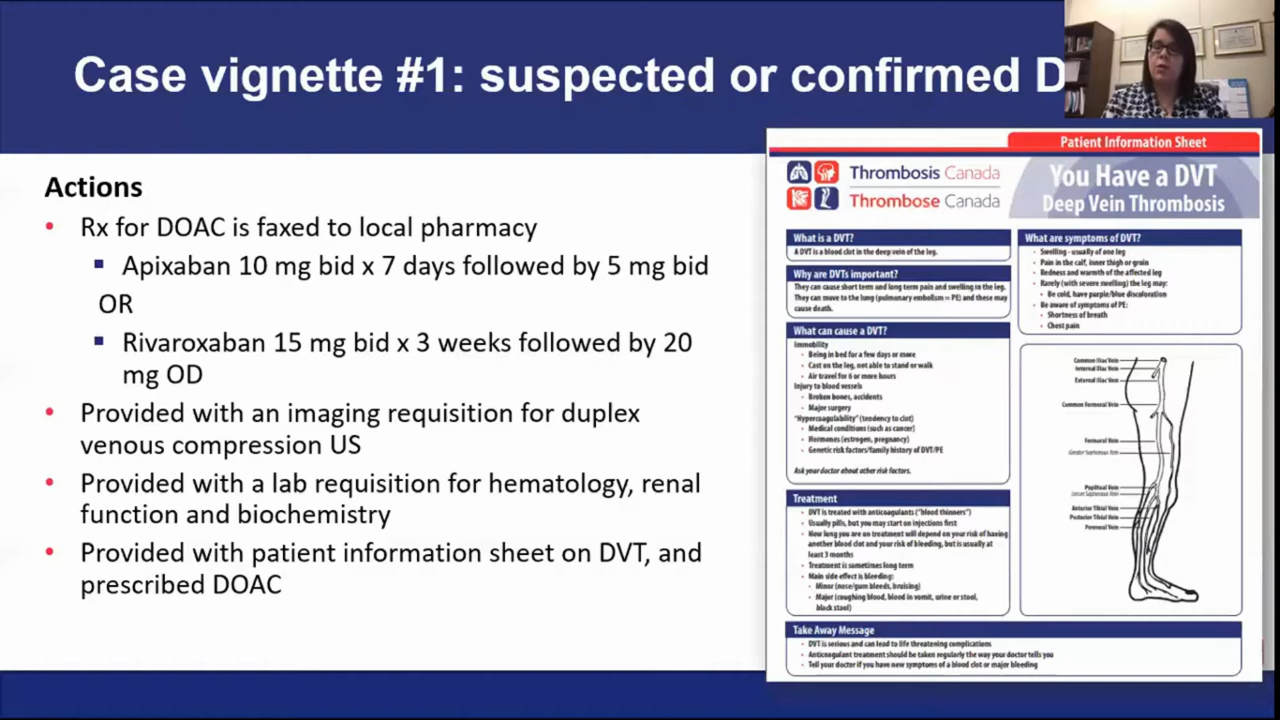 Case vignette #1: suspected or confirmed D
Actions
• Rx for DOAC is faxed to local pharmacy
▪ Apixaban 10 mg bid x 7 days followed by 5 mg bid
OR
▪ Rivaroxaban 15 mg bid x 3 weeks followed by 20
mg OD
• Provided with an imaging requisition for duplex
venous compression US
• Provided with a lab requisition for hematology, renal
function and biochemistry
• Provided with patient information sheet on DVT, and
prescribed DOAC
Patient Information Sheet
Thrombosis Canada
Thrombose Canada
You Have a DVT
Deep Vein Thrombosis
What is a DVT?
A DVT is a blood clot in the deep vein of the leg.
Why are DVTs important?
They can cause short term and long term pain and swelling in the leg.
They can move to the lung (pulmonary embolism = PE) and these may
cause death.
What can cause a DVT?
Immobility
• Being in bed for a few days or more
• Cast on the leg, not able to stand or walk
• Air travel for 6 or more hours
Injury to blood vessels
• Broken bones, accidents
• Major surgery
"Hypercoagulability" (tendency to clot)
• Medical conditions (such as cancer)
• Hormones (estrogen, pregnancy)
• Genetic risk factors/family history of DVT/PE
Ask your doctor about other risk factors.
Treatment
• DVT is treated with anticoagulants ("blood thinners")
• Usually pills, but you may start on injections first
• How long you are on treatment will depend on your risk of having
another blood clot and your risk of bleeding, but is usually at
least 3 months
• Treatment is sometimes long term
• Main side effect is bleeding:
• Minor (nose/gum bleeds, bruising)
• Major (coughing blood, blood in vomit, urine or stool,
black stool)
What are symptoms of DVT?
• Swelling - usually of one leg
• Pain in the calf, inner thigh or groin
• Redness and warmth of the affected leg
• Rarely (with severe swelling) the leg may:
• Be cold, have purple/blue discoloration
• Be aware of symptoms of PE:
• Shortness of breath
• Chest pain
Common Iliac Vein
Internal Iliac Vein
External Iliac Vein
Common Femoral Vein
Femoral Vein
Greater Saphenous Vein
Popliteal Vein
Lesser Saphenous Vein
Anterior Tibial Vein
Posterior Tibial Vein
Peroneal Vein
Take Away Message
• DVT is serious and can lead to life threatening complications
• Anticoagulant treatment should be taken regularly the way your doctor tells you
• Tell your doctor if you have new symptoms of a blood clot or major bleeding